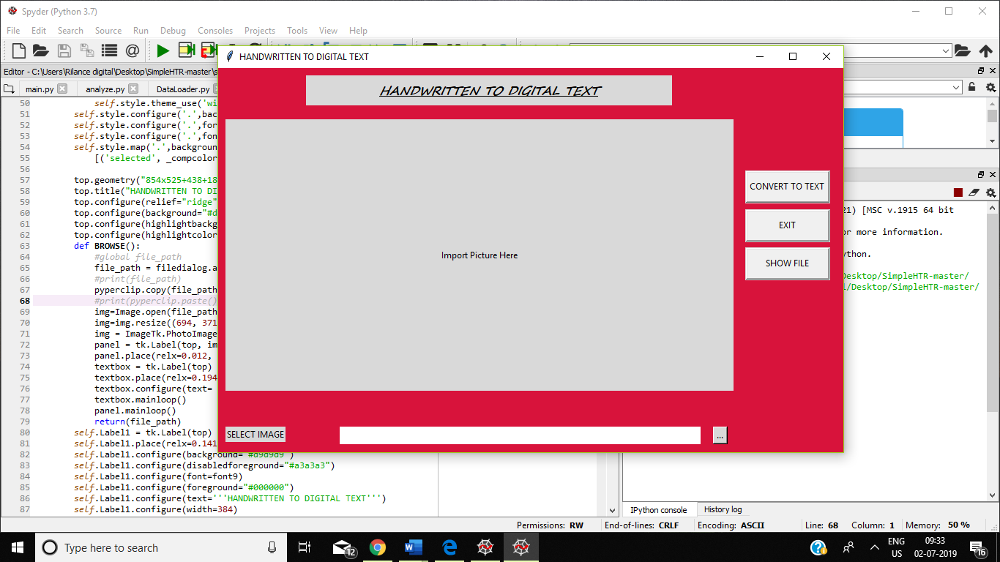 Spyder (Python 3.7)
File Edit Search Source Run Debug Consoles Projects Tools View Help
HANDWRITTEN TO DIGITAL TEXT
Editor - C:\Users\Rilance digital\Desktop\SimpleHTR-master\s
main.py analyze.py DataLoader.py
HANDWRITTEN TO DIGITAL TEXT
50 self.style.theme_use('wi
51 self.style.configure('.',bac
52 self.style.configure('.',for
53 self.style.configure('.',fon
54 self.style.map('.',background
55 [('selected', _compcolor
56
57 top.geometry("854x525+438+18
58 top.title("HANDWRITTEN TO DI
59 top.configure(relief="ridge"
60 top.configure(background="#d
61 top.configure(highlightbackg
62 top.configure(highlightcolor
63 def BROWSE():
64 #global file_path
65 file_path = filedialog.a
66 #print(file_path)
67 pyperclip.copy(file_path
68 #print(pyperclip.paste()
69 img=Image.open(file_path
70 img=img.resize((694, 371
71 img = ImageTk.PhotoImage
72 panel = tk.Label(top, im
73 panel.place(relx=0.012,
74 textbox = tk.Label(top)
75 textbox.place(relx=0.194
76 textbox.configure(text=
77 textbox.mainloop()
78 panel.mainloop()
79 return(file_path)
80 self.Label1 = tk.Label(top)
81 self.Label1.place(relx=0.141
82 self.Label1.configure(background="#d9d9d9")
83 self.Label1.configure(disabledforeground="#a3a3a3")
84 self.Label1.configure(font=font9)
85 self.Label1.configure(foreground="#000000")
86 self.Label1.configure(text='''HANDWRITTEN TO DIGITAL TEXT''')
87 self.Label1.configure(width=384)
Import Picture Here
CONVERT TO TEXT
EXIT
SHOW FILE
SELECT IMAGE
...
21) [MSC v.1915 64 bit
or more information.
ython.
Desktop/SimpleHTR-master/
l/Desktop/SimpleHTR-master/
IPython console History log
Permissions: RW End-of-lines: CRLF Encoding: ASCII Line: 68 Column: 1 Memory: 50 %
Type here to search
12
ENG
US
09:33
02-07-2019
16